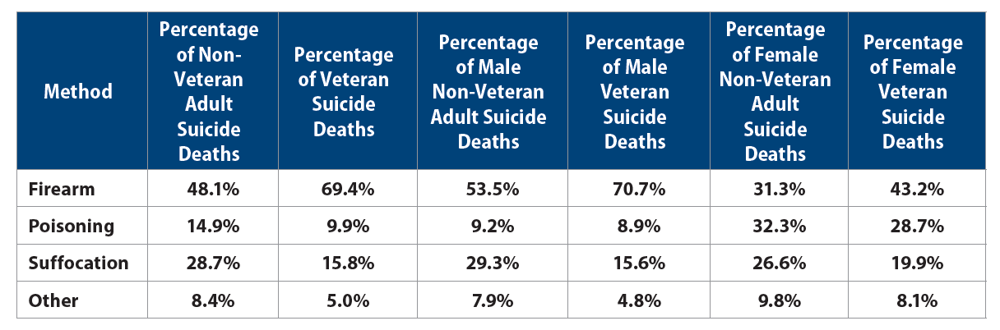 Method
Percentage
of Non-
Veteran
Adult
Suicide
Deaths
Percentage
of Veteran
Suicide
Deaths
Percentage
of Male
Non-Veteran
Adult Suicide
Deaths
Percentage
of Male
Veteran
Suicide
Deaths
Percentage
of Female
Non-Veteran
Adult
Suicide
Deaths
Percentage
of Female
Veteran
Suicide
Deaths
Firearm 48.1% 69.4% 53.5% 70.7% 31.3% 43.2%
Poisoning 14.9% 9.9% 9.2% 8.9% 32.3% 28.7%
Suffocation 28.7% 15.8% 29.3% 15.6% 26.6% 19.9%
Other 8.4% 5.0% 7.9% 4.8% 9.8% 8.1%